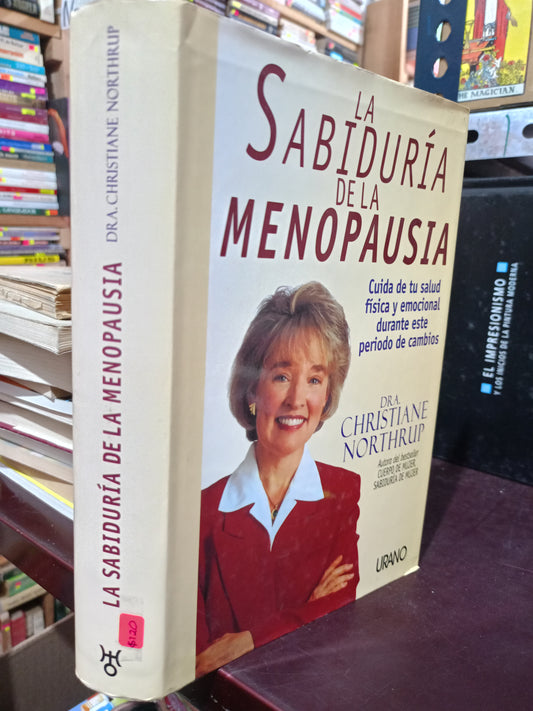 LA
SABIDURÍA
DE LA
MENOPAUSIA
Cuida de tu salud
física y emocional
durante este
periodo de cambios
DRA.
CHRISTIANE
NORTHRUP
Autora del bestseller
CUERPO DE MUJER,
SABIDURÍA DE MUJER
URANO
LA SABIDURÍA DE LA MENOPAUSIA
DRA. CHRISTIANE NORTHRUP
$120
THE MAGICIAN
EL IMPRESIONISMO
Y LOS INICIOS DE LA PINTURA MODERNA